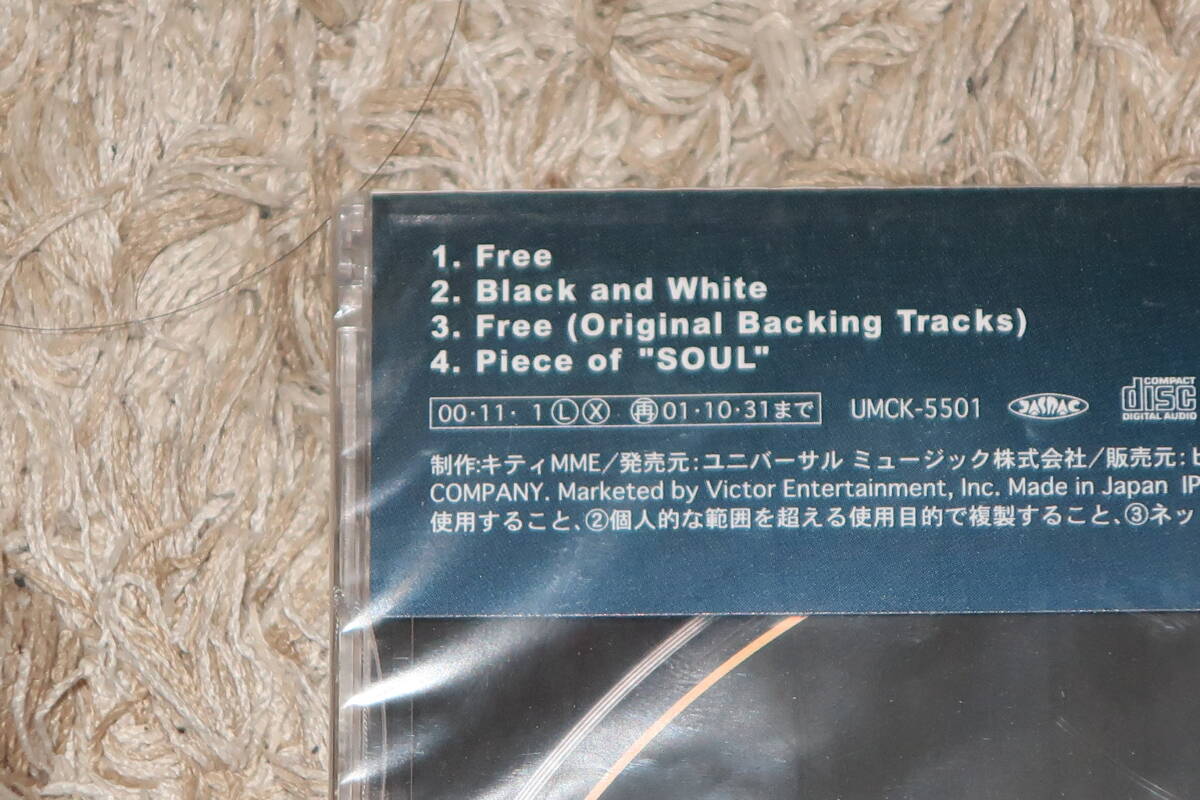 1. Free
2. Black and White
3. Free (Original Backing Tracks)
4. Piece of "SOUL"
00・11・1 Ⓛ Ⓧ ㊢01・10・31まで UMCK-5501 JASRAC COMPACT disc DIGITAL AUDIO
制作:キティMME/発売元:ユニバーサル ミュージック株式会社/販売元:ビ
COMPANY. Marketed by Victor Entertainment, Inc. Made in Japan IP
使用すること、②個人的な範囲を超える使用目的で複製すること、③ネッ